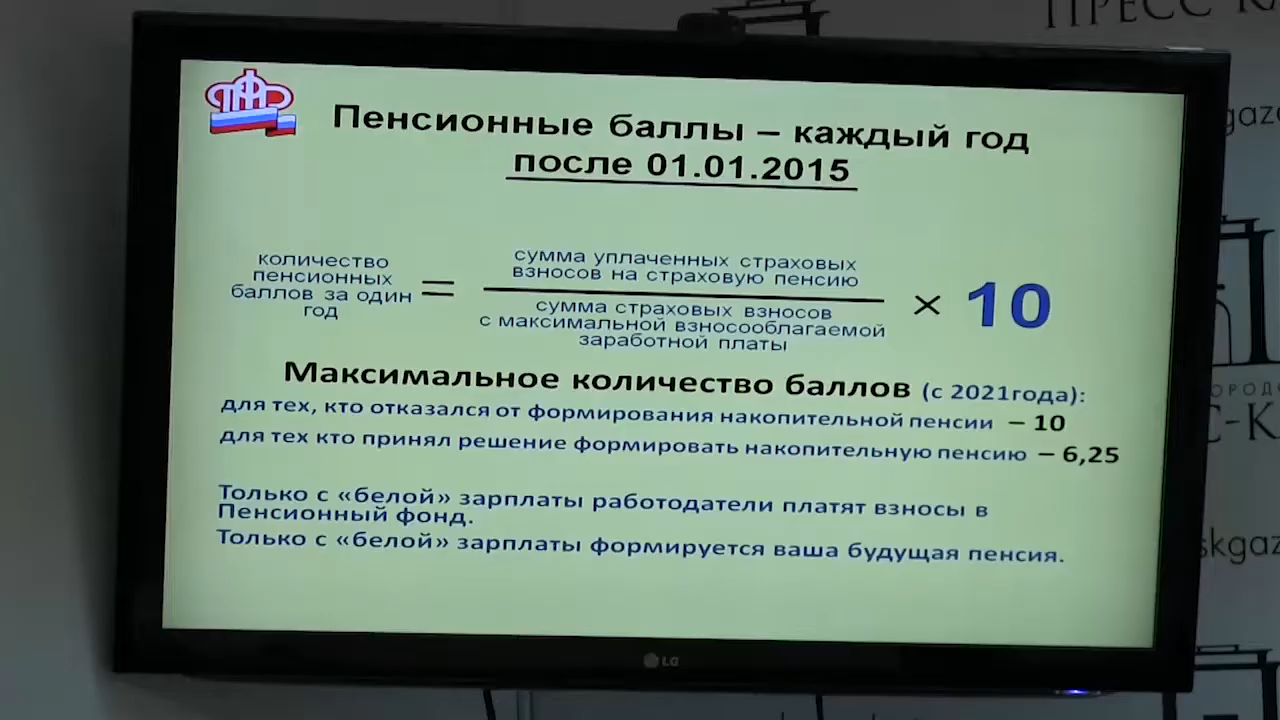 ПРЕСС-К
ПФР
Пенсионные баллы – каждый год
после 01.01.2015
количество
пенсионных
баллов за один
год
=
сумма уплаченных страховых
взносов на страховую пенсию
сумма страховых взносов
с максимальной взносооблагаемой
заработной платы
× 10
Максимальное количество баллов (с 2021года):
для тех, кто отказался от формирования накопительной пенсии – 10
для тех кто принял решение формировать накопительную пенсию – 6,25
Только с «белой» зарплаты работодатели платят взносы в
Пенсионный фонд.
Только с «белой» зарплаты формируется ваша будущая пенсия.
LG
skgaz